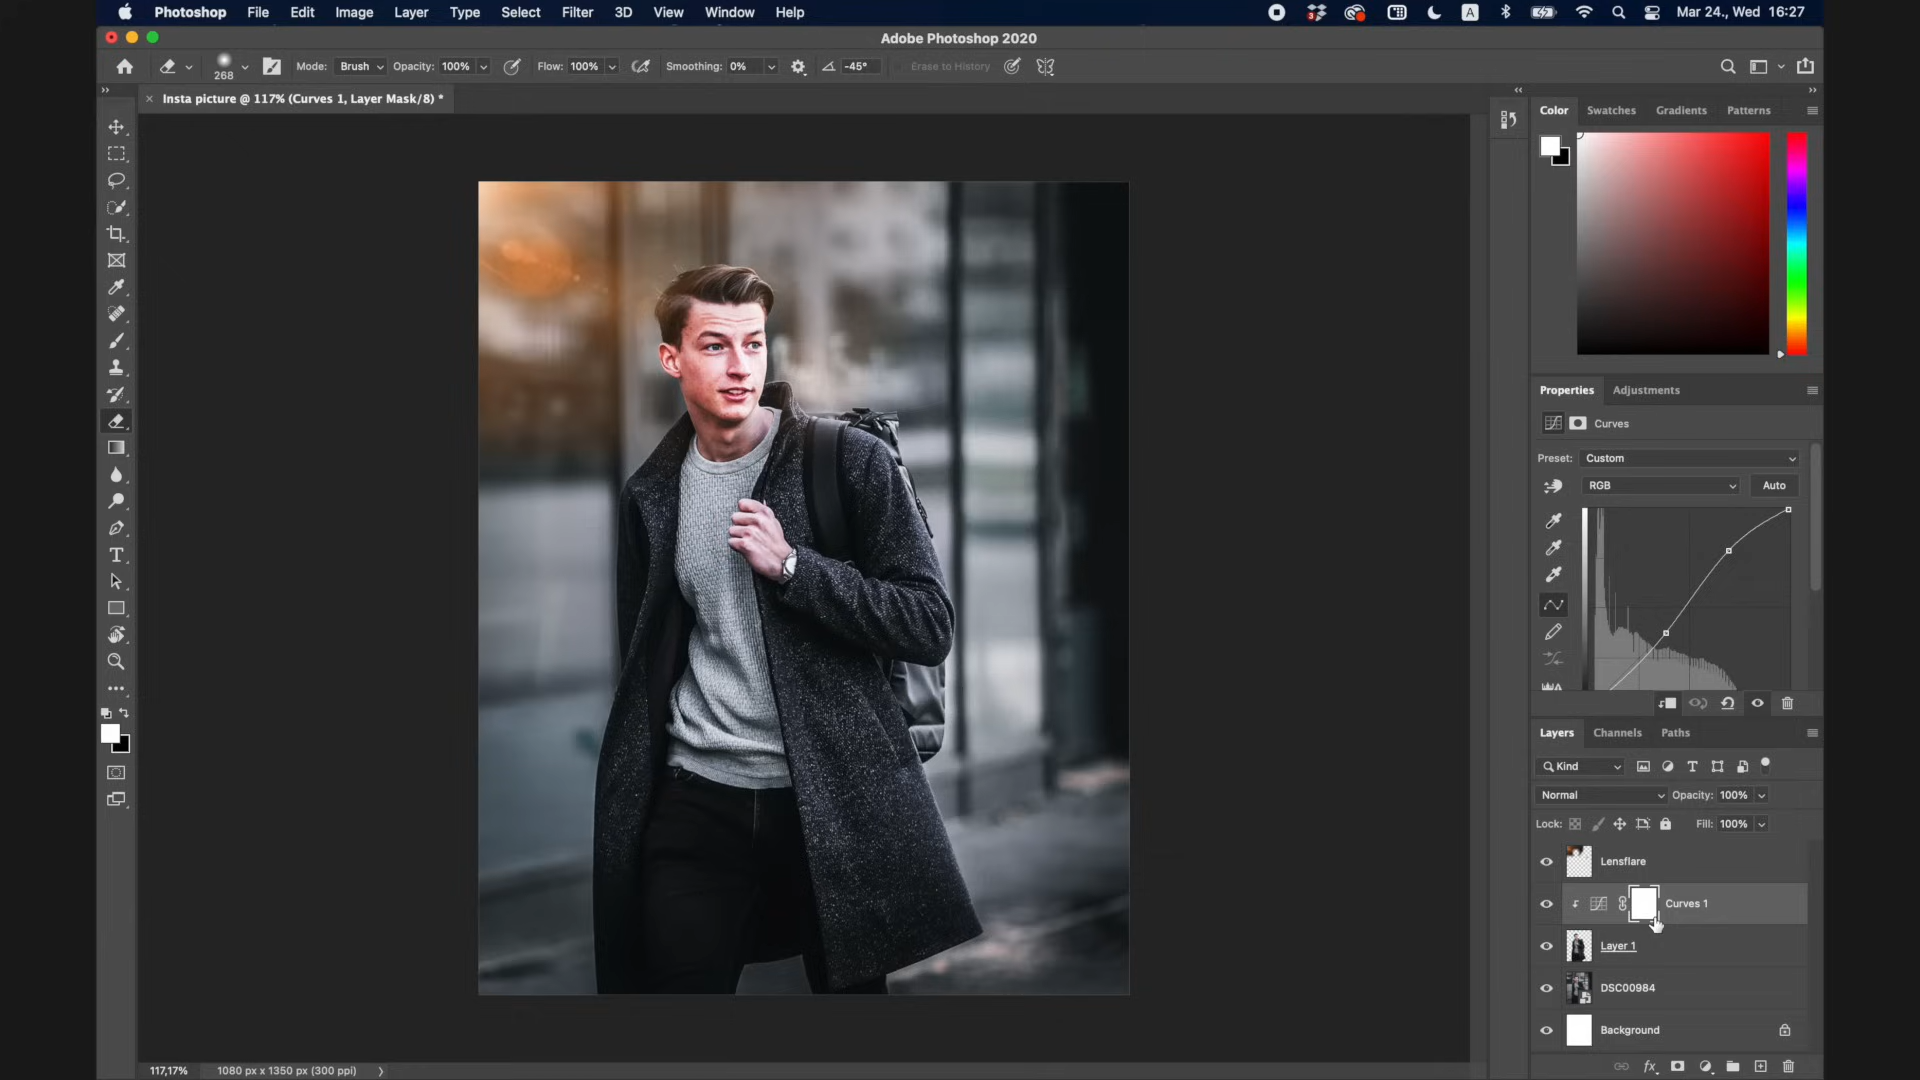 Photoshop File Edit Image Layer Type Select Filter 3D View Window Help 3 A Mar 24., Wed 16:27
Adobe Photoshop 2020
268 Mode: Brush Opacity: 100% Flow: 100% Smoothing: 0% -45° Erase to History
Insta picture @ 117% (Curves 1, Layer Mask/8) *
Color Swatches Gradients Patterns
Properties Adjustments
Curves
Preset: Custom
RGB Auto
Layers Channels Paths
Kind
Normal Opacity: 100%
Lock: Fill: 100%
Lensflare
Curves 1
Layer 1
DSC00984
Background
fx
117,17% 1080 px x 1350 px (300 ppi)